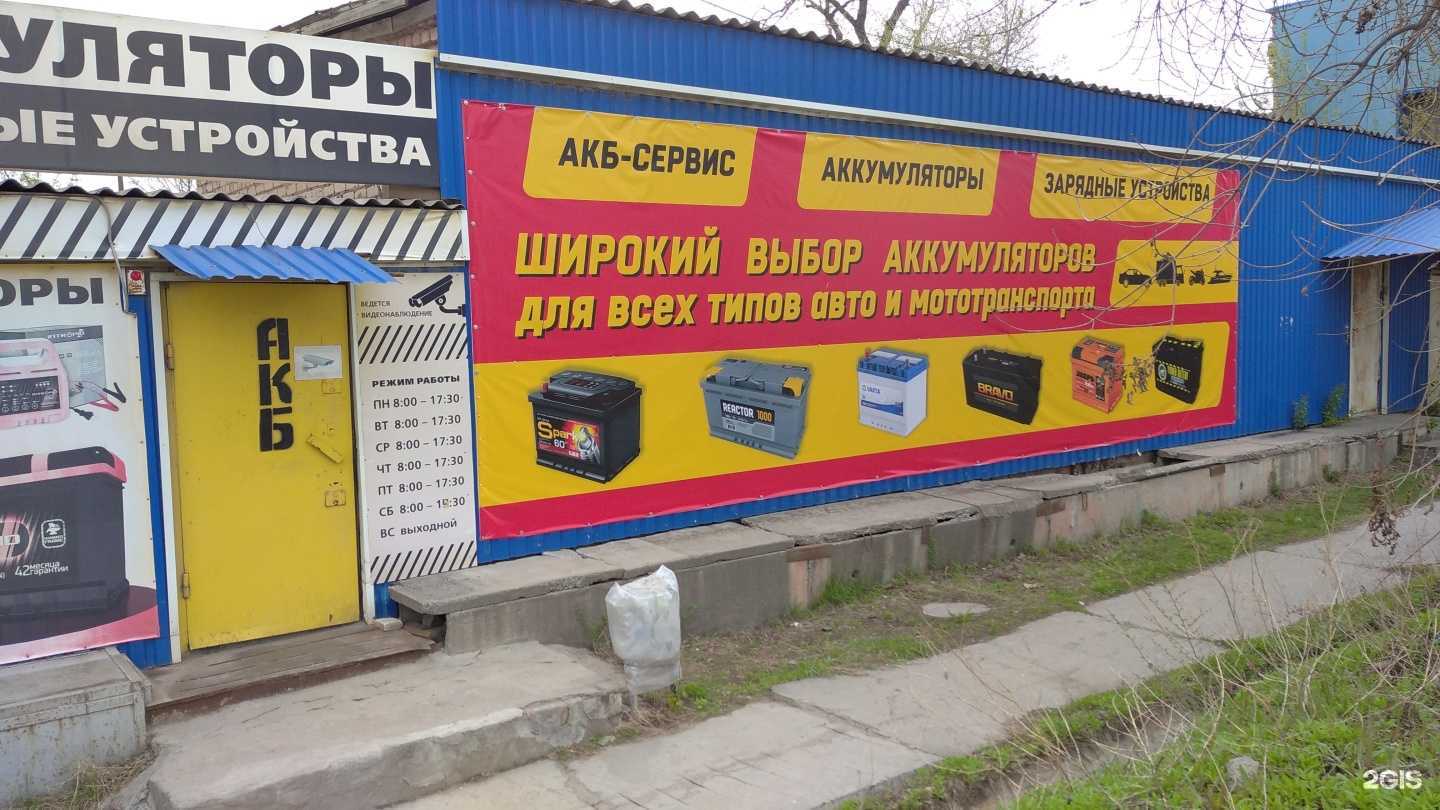 УЛЯТОРЫ
ЫЕ УСТРОЙСТВА
АКБ-СЕРВИС
АККУМУЛЯТОРЫ
ЗАРЯДНЫЕ УСТРОЙСТВА
ШИРОКИЙ ВЫБОР АККУМУЛЯТОРОВ
для всех типов авто и мототранспорта
Spark
60
REACTOR 1000
VARTA
BRAVO
ОРЫ
42 месяца
гарантии
АКБ
ВЕДЕТСЯ
ВИДЕОНАБЛЮДЕНИЕ
РЕЖИМ РАБОТЫ
ПН 8:00 – 17:30
ВТ 8:00 – 17:30
СР 8:00 – 17:30
ЧТ 8:00 – 17:30
ПТ 8:00 – 17:30
СБ 8:00 – 15:30
ВС выходной
2GIS